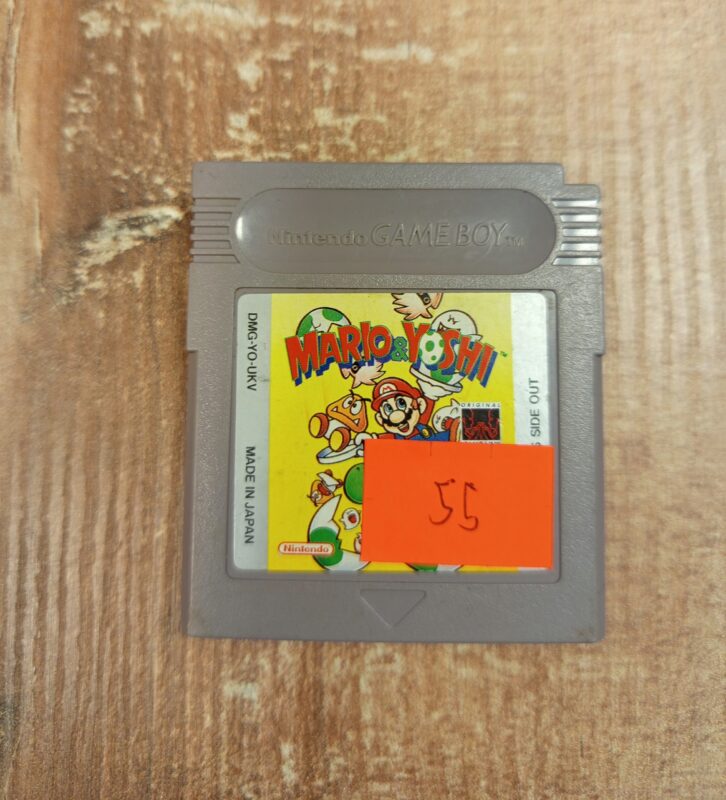 Nintendo GAME BOY™
DMG-YO-UKV
MADE IN JAPAN
MARIO & YOSHI™
ORIGINAL
SIDE OUT
Nintendo
55